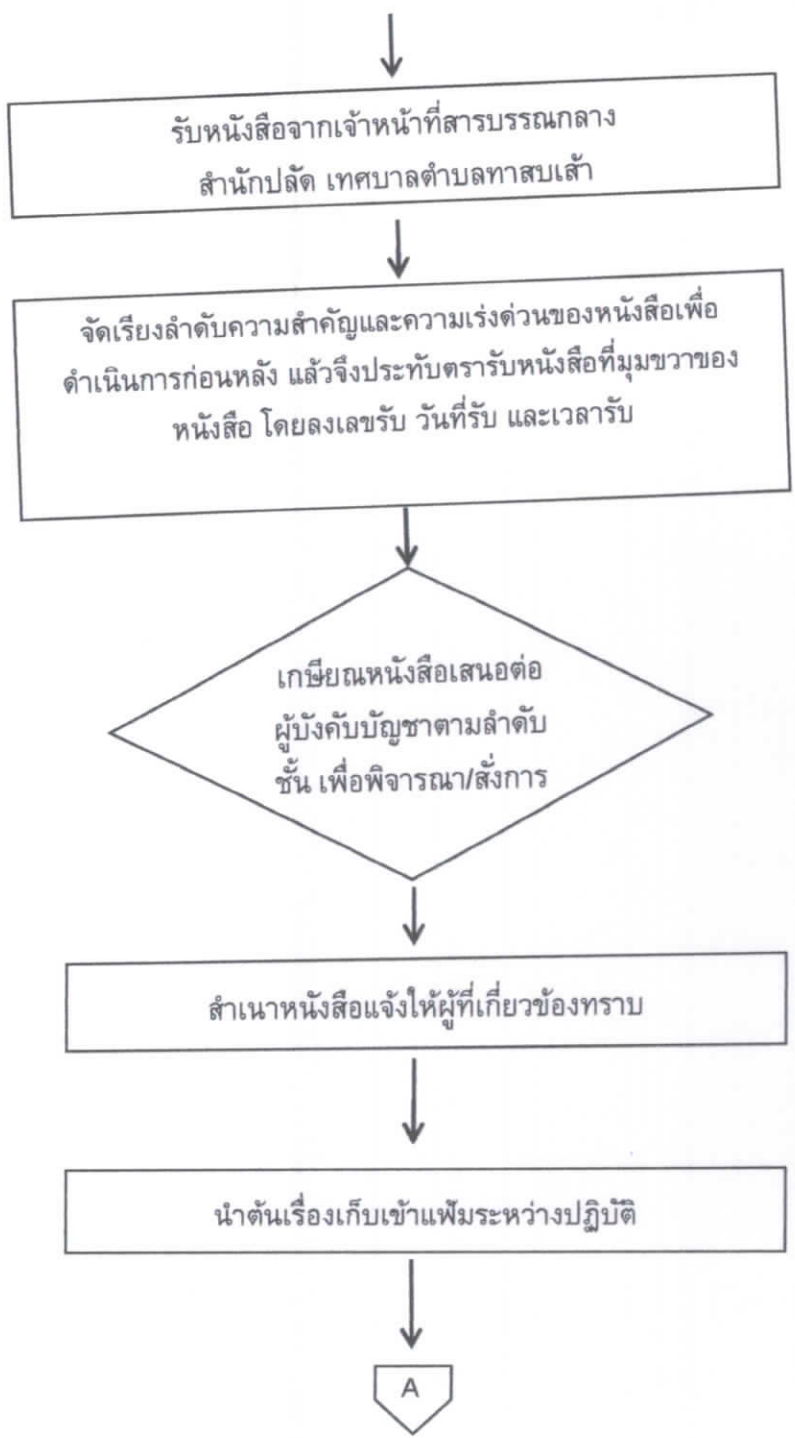 รับหนังสือจากเจ้าหน้าที่สารบรรณกลาง
สำนักปลัด เทศบาลตำบลทาสบเส้า
จัดเรียงลำดับความสำคัญและความเร่งด่วนของหนังสือเพื่อ
ดำเนินการก่อนหลัง แล้วจึงประทับตรารับหนังสือที่มุมขวาของ
หนังสือ โดยลงเลขรับ วันที่รับ และเวลารับ
เกษียณหนังสือเสนอต่อ
ผู้บังคับบัญชาตามลำดับ
ชั้น เพื่อพิจารณา/สั่งการ
สำเนาหนังสือแจ้งให้ผู้ที่เกี่ยวข้องทราบ
นำต้นเรื่องเก็บเข้าแฟ้มระหว่างปฏิบัติ
A